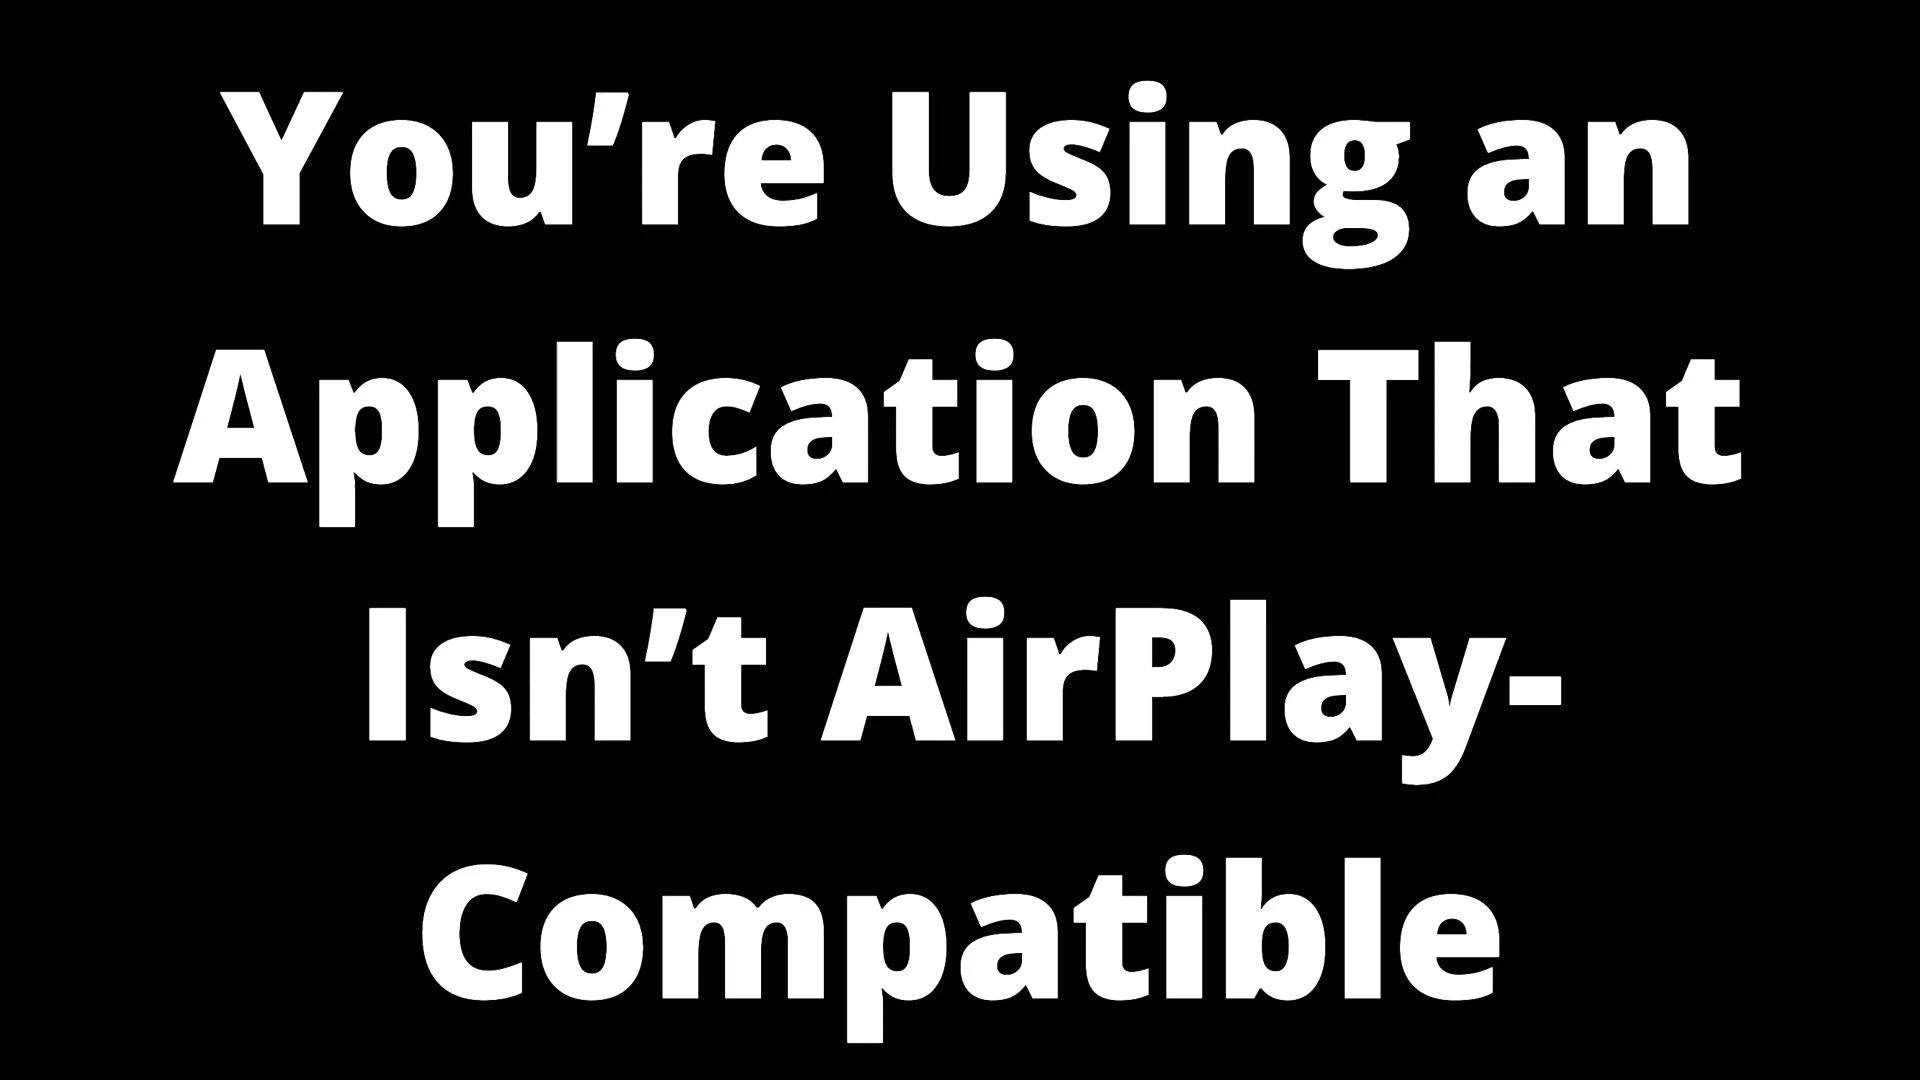 You’re Using an
Application That
Isn’t AirPlay-
Compatible